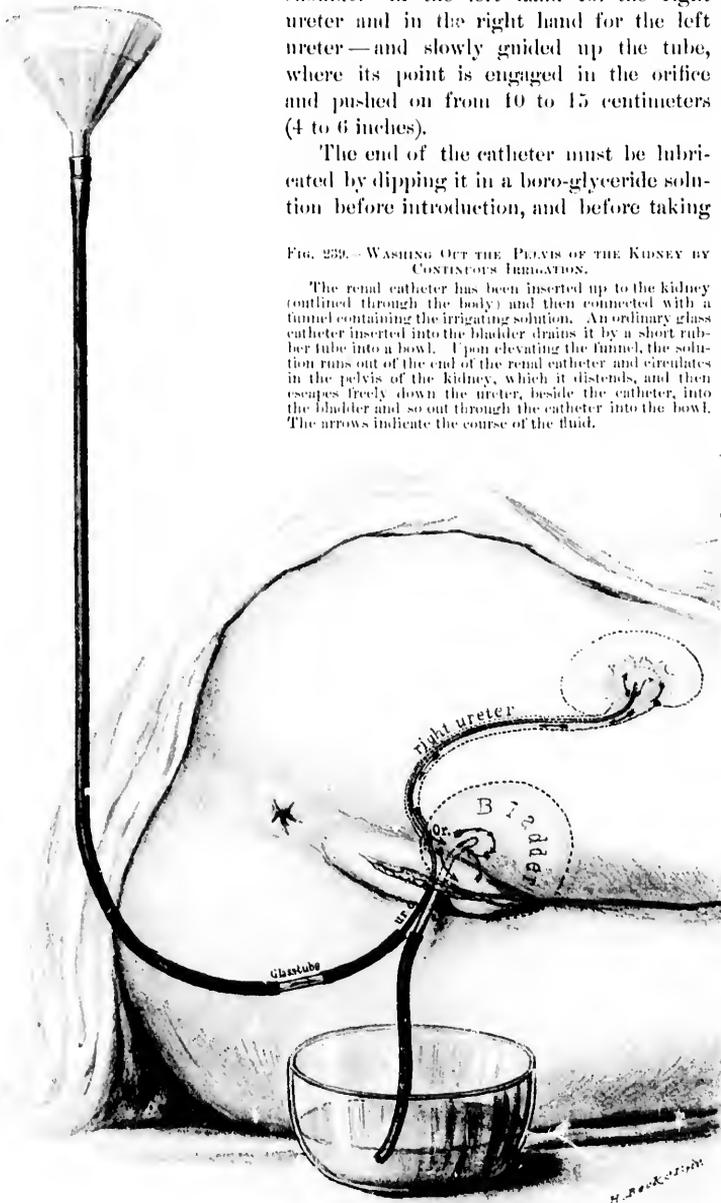 ureter and in the right hand for the left
ureter — and slowly guided up the tube,
where its point is engaged in the orifice
and pushed on from 10 to 15 centimeters
(4 to 6 inches).
The end of the catheter must be lubri-
cated by dipping it in a boro-glyceride solu-
tion before introduction, and before taking
FIG. 239. — WASHING OUT THE PELVIS OF THE KIDNEY BY
CONTINUOUS IRRIGATION.
The renal catheter has been inserted up to the kidney
(outlined through the body) and then connected with a
funnel containing the irrigating solution. An ordinary glass
catheter inserted into the bladder drains it by a short rub-
ber tube into a bowl. Upon elevating the funnel, the solu-
tion runs out of the end of the renal catheter and circulates
in the pelvis of the kidney, which it distends, and then
escapes freely down the ureter, beside the catheter, into
the bladder and so out through the catheter into the bowl.
The arrows indicate the course of the fluid.
right ureter
Bladder
Or.
Glasstube